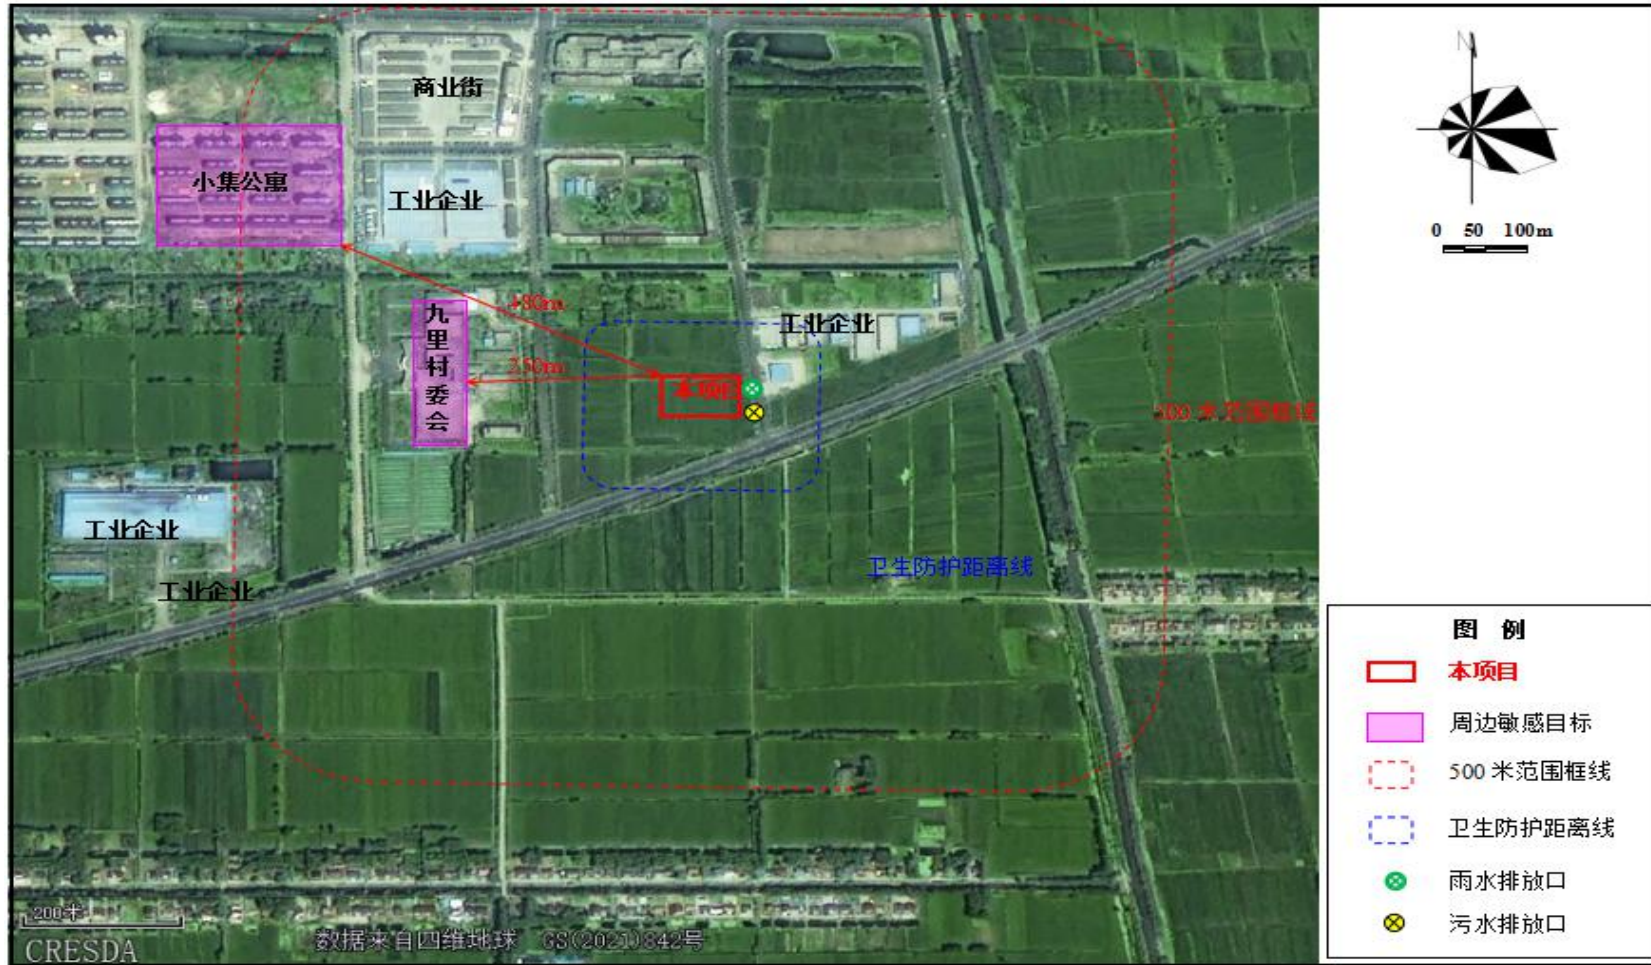 商业街
小集公寓
工业企业
480m
九里村委会
工业企业
250m
本项目
500 米范围框线
工业企业
卫生防护距离线
工业企业
200米
CRESDA
数据来自四维地球 GS(2021)842号
N
0 50 100m
图 例
本项目
周边敏感目标
500 米范围框线
卫生防护距离线
雨水排放口
污水排放口